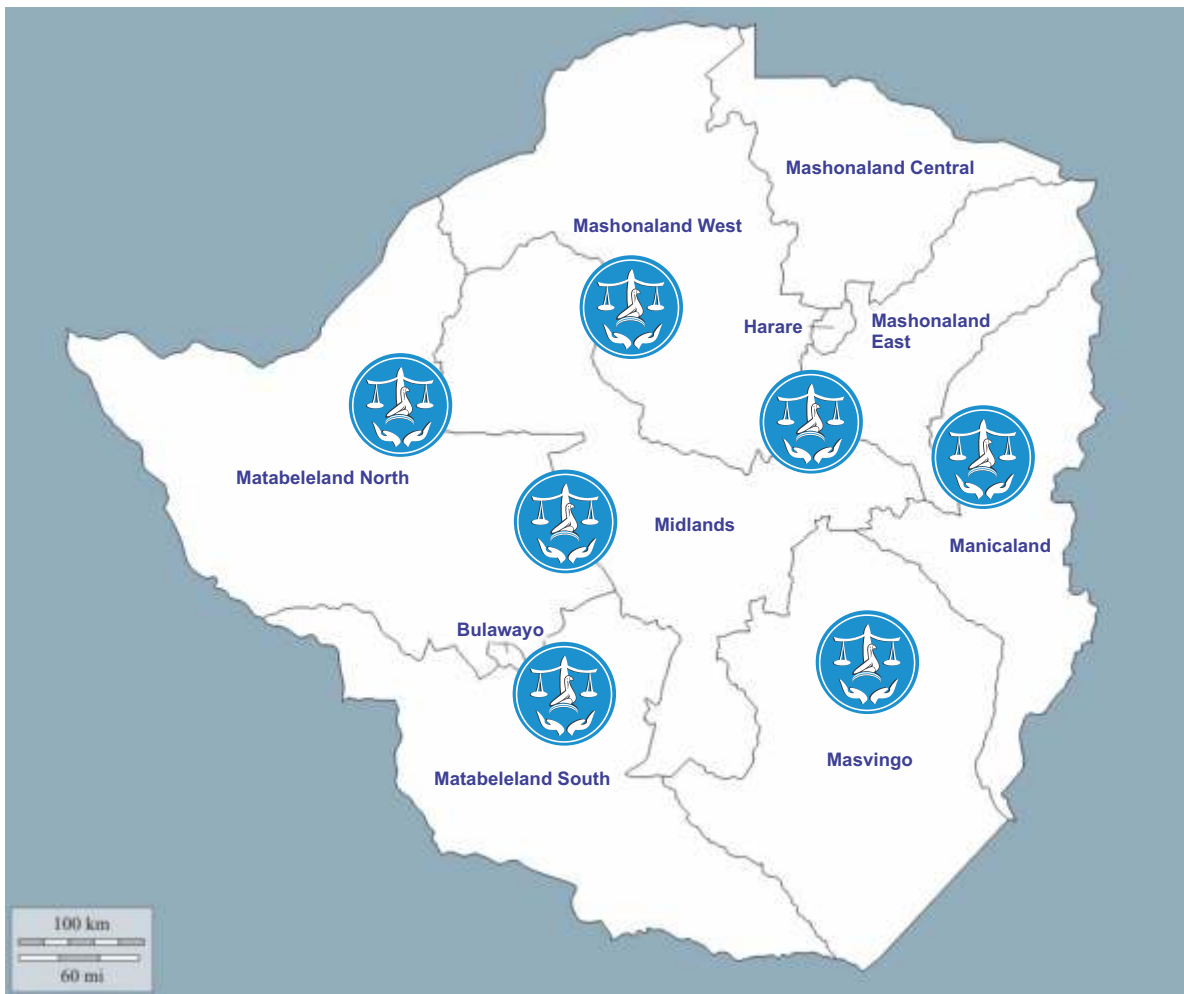 Mashonaland Central
Mashonaland West
Harare
Mashonaland
East
Matabeleland North
Midlands
Manicaland
Bulawayo
Masvingo
Matabeleland South
100 km
60 mi